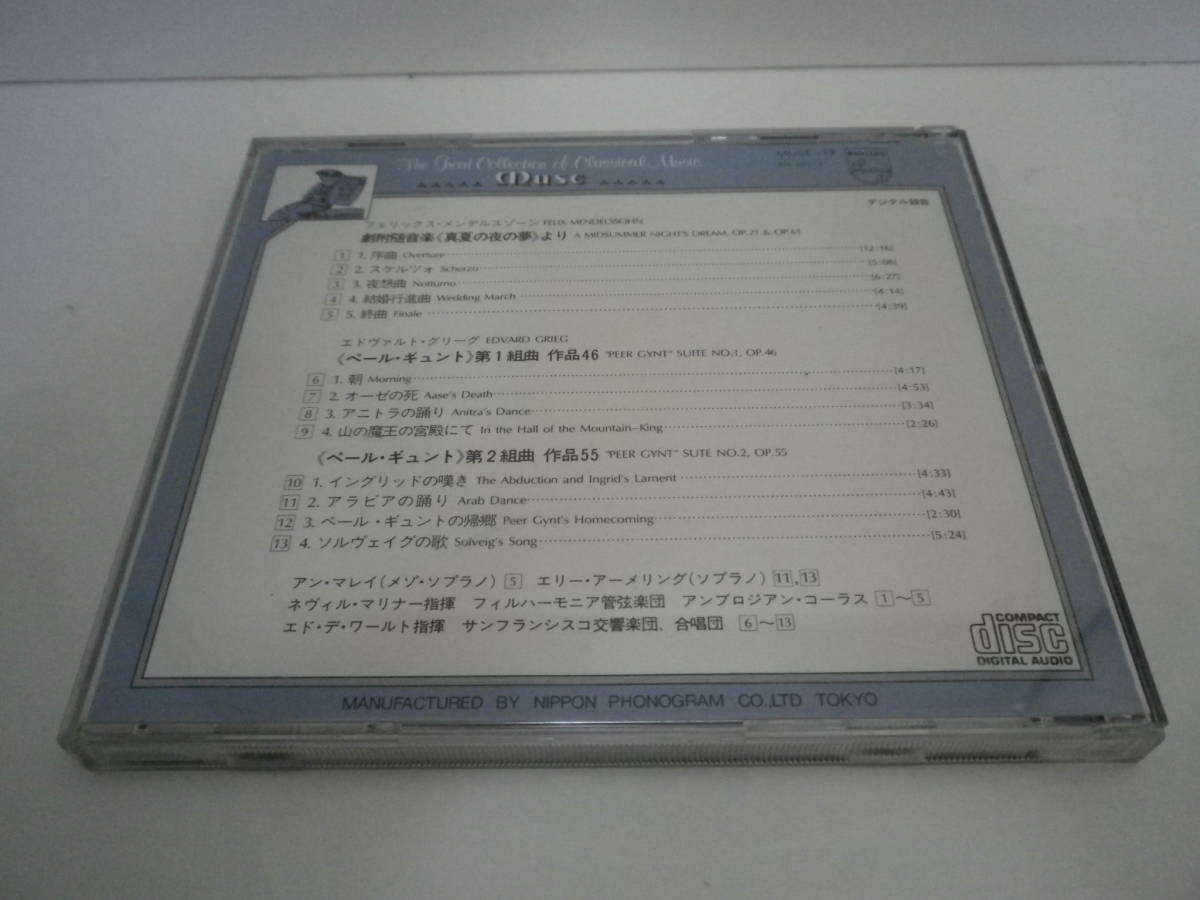 The Great Collection of Classical Music
Muse
PHILIPS
デジタル録音
フェリックス・メンデルスゾーン FELIX MENDELSSOHN
劇附随音楽《真夏の夜の夢》より A MIDSUMMER NIGHT'S DREAM, OP.21 & OP.61
1 1. 序曲 Overture [12:16]
2 2. スケルツォ Scherzo [5:08]
3 3. 夜想曲 Notturno [6:27]
4 4. 結婚行進曲 Wedding March [4:14]
5 5. 終曲 Finale [4:39]
エドヴァルト・グリーグ EDVARD GRIEG
《ペール・ギュント》第1組曲 作品46 "PEER GYNT" SUITE NO.1, OP.46
6 1. 朝 Morning [4:17]
7 2. オーゼの死 Aase's Death [4:53]
8 3. アニトラの踊り Anitra's Dance [3:34]
9 4. 山の魔王の宮殿にて In the Hall of the Mountain-King [2:26]
《ペール・ギュント》第2組曲 作品55 "PEER GYNT" SUTE NO.2, OP.55
10 1. イングリッドの嘆き The Abduction and Ingrid's Lament [4:33]
11 2. アラビアの踊り Arab Dance [4:43]
12 3. ペール・ギュントの帰郷 Peer Gynt's Homecoming [2:30]
13 4. ソルヴェイグの歌 Solveig's Song [5:24]
アン・マレイ(メゾ・ソプラノ) 5 エリー・アーメリング(ソプラノ) 11,13
ネヴィル・マリナー指揮 フィルハーモニア管弦楽団 アンブロジアン・コーラス 1〜5
エド・デ・ワールト指揮 サンフランシスコ交響楽団、合唱団 6〜13
COMPACT
disc
DIGITAL AUDIO
MANUFACTURED BY NIPPON PHONOGRAM CO.,LTD TOKYO